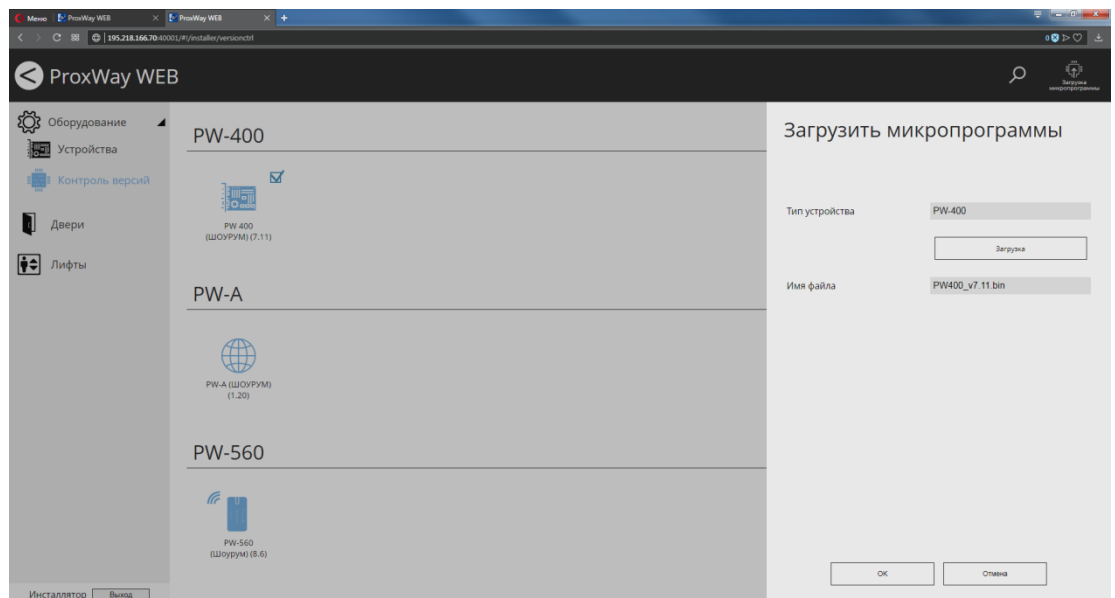 Меню
ProxWay WEB
ProxWay WEB
195.218.166.70:40001/#!/installer/versionctrl
0
ProxWay WEB
Загрузка
микропрограммы
Оборудование
Устройства
Контроль версий
Двери
Лифты
Инсталлятор
Выход
PW-400
PW 400
(ШОУРУМ) (7.11)
PW-A
PW-A (ШОУРУМ)
(1.20)
PW-560
PW-560
(Шоурум) (8.6)
Загрузить микропрограммы
Тип устройства
PW-400
Загрузка
Имя файла
PW400_v7.11.bin
OK
Отмена